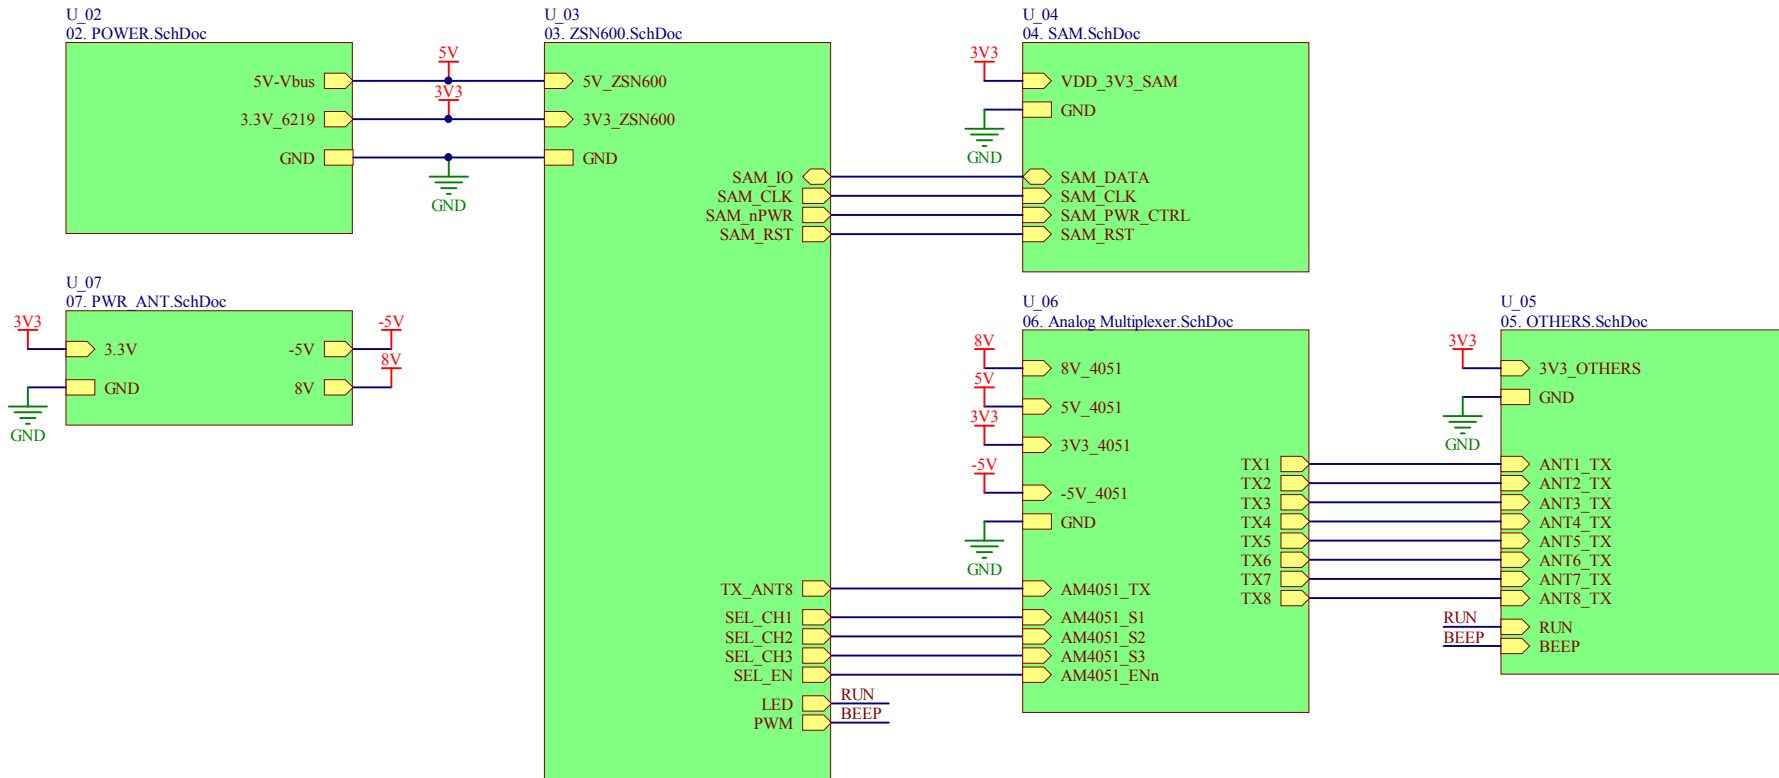 U_02
02. POWER.SchDoc
5V-Vbus
3.3V_6219
GND
5V
3V3
GND
U_03
03. ZSN600.SchDoc
5V_ZSN600
3V3_ZSN600
GND
SAM_IO
SAM_CLK
SAM_nPWR
SAM_RST
TX_ANT8
SEL_CH1
SEL_CH2
SEL_CH3
SEL_EN
LED
PWM
RUN
BEEP
U_04
04. SAM.SchDoc
3V3
VDD_3V3_SAM
GND
GND
SAM_DATA
SAM_CLK
SAM_PWR_CTRL
SAM_RST
U_07
07. PWR_ANT.SchDoc
3V3
3.3V
GND
GND
-5V
8V
-5V
8V
U_06
06. Analog Multiplexer.SchDoc
8V
8V_4051
5V
5V_4051
3V3
3V3_4051
-5V
-5V_4051
GND
GND
AM4051_TX
AM4051_S1
AM4051_S2
AM4051_S3
AM4051_ENn
TX1
TX2
TX3
TX4
TX5
TX6
TX7
TX8
U_05
05. OTHERS.SchDoc
3V3
3V3_OTHERS
GND
GND
ANT1_TX
ANT2_TX
ANT3_TX
ANT4_TX
ANT5_TX
ANT6_TX
ANT7_TX
ANT8_TX
RUN
RUN
BEEP
BEEP